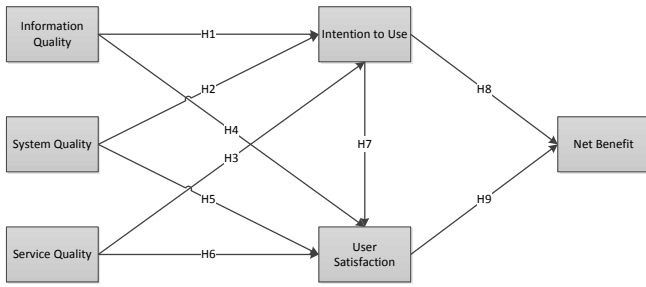 Information
Quality
H1
Intention to Use
H2
H8
System Quality
H4
H3
H7
Net Benefit
H5
H9
Service Quality
H6
User
Satisfaction